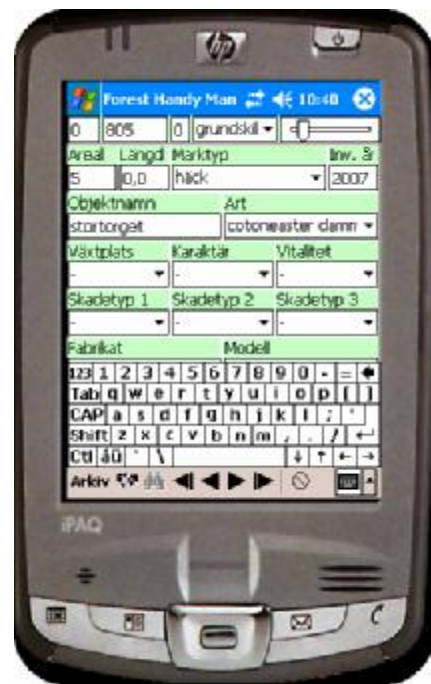 hp
Forest Handy Man 10:48
0 805 0 grundskil
Areal Längd Marktyp Inv. år
5 0,0 häck 2007
Objektnamn Art
stortorget cotoneaster damm
Växtplats Karaktär Vitalitet
- - -
Skadetyp 1 Skadetyp 2 Skadetyp 3
- - -
Fabrikat Modell
123 1 2 3 4 5 6 7 8 9 0 - =
Tab q w e r t y u i o p [ ]
CAP a s d f g h j k l ; '
Shift z x c v b n m , . /
Ctl áü ` \
Arkiv
iPAQ